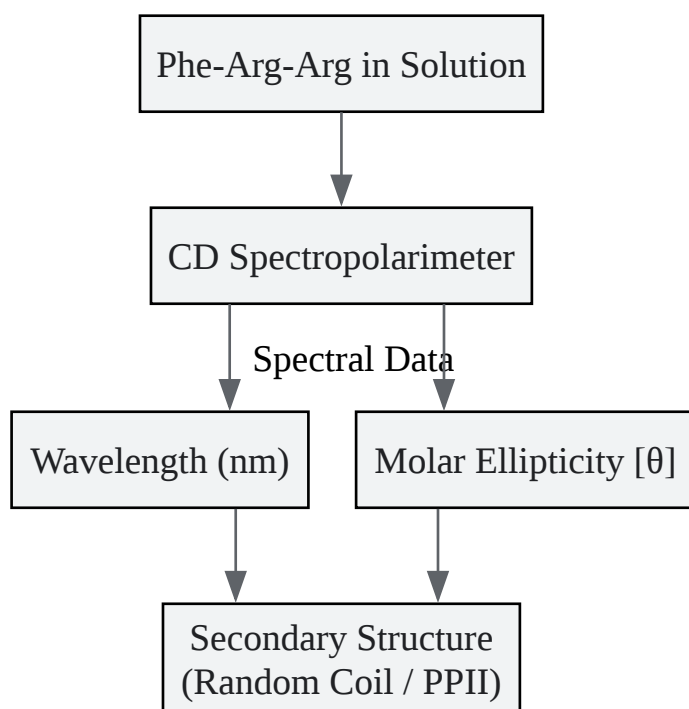 Phe-Arg-Arg in Solution
CD Spectropolarimeter
Spectral Data
Wavelength (nm)
Molar Ellipticity [θ]
Secondary Structure
(Random Coil / PPII)